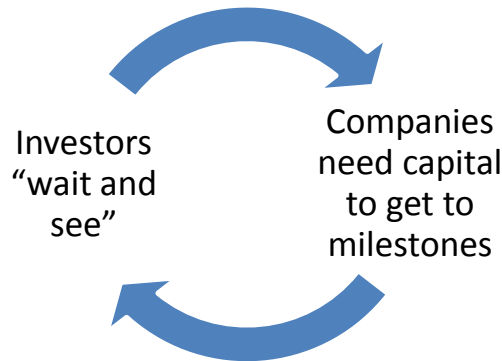 Investors
“wait and
see”
Companies
need capital
to get to
milestones